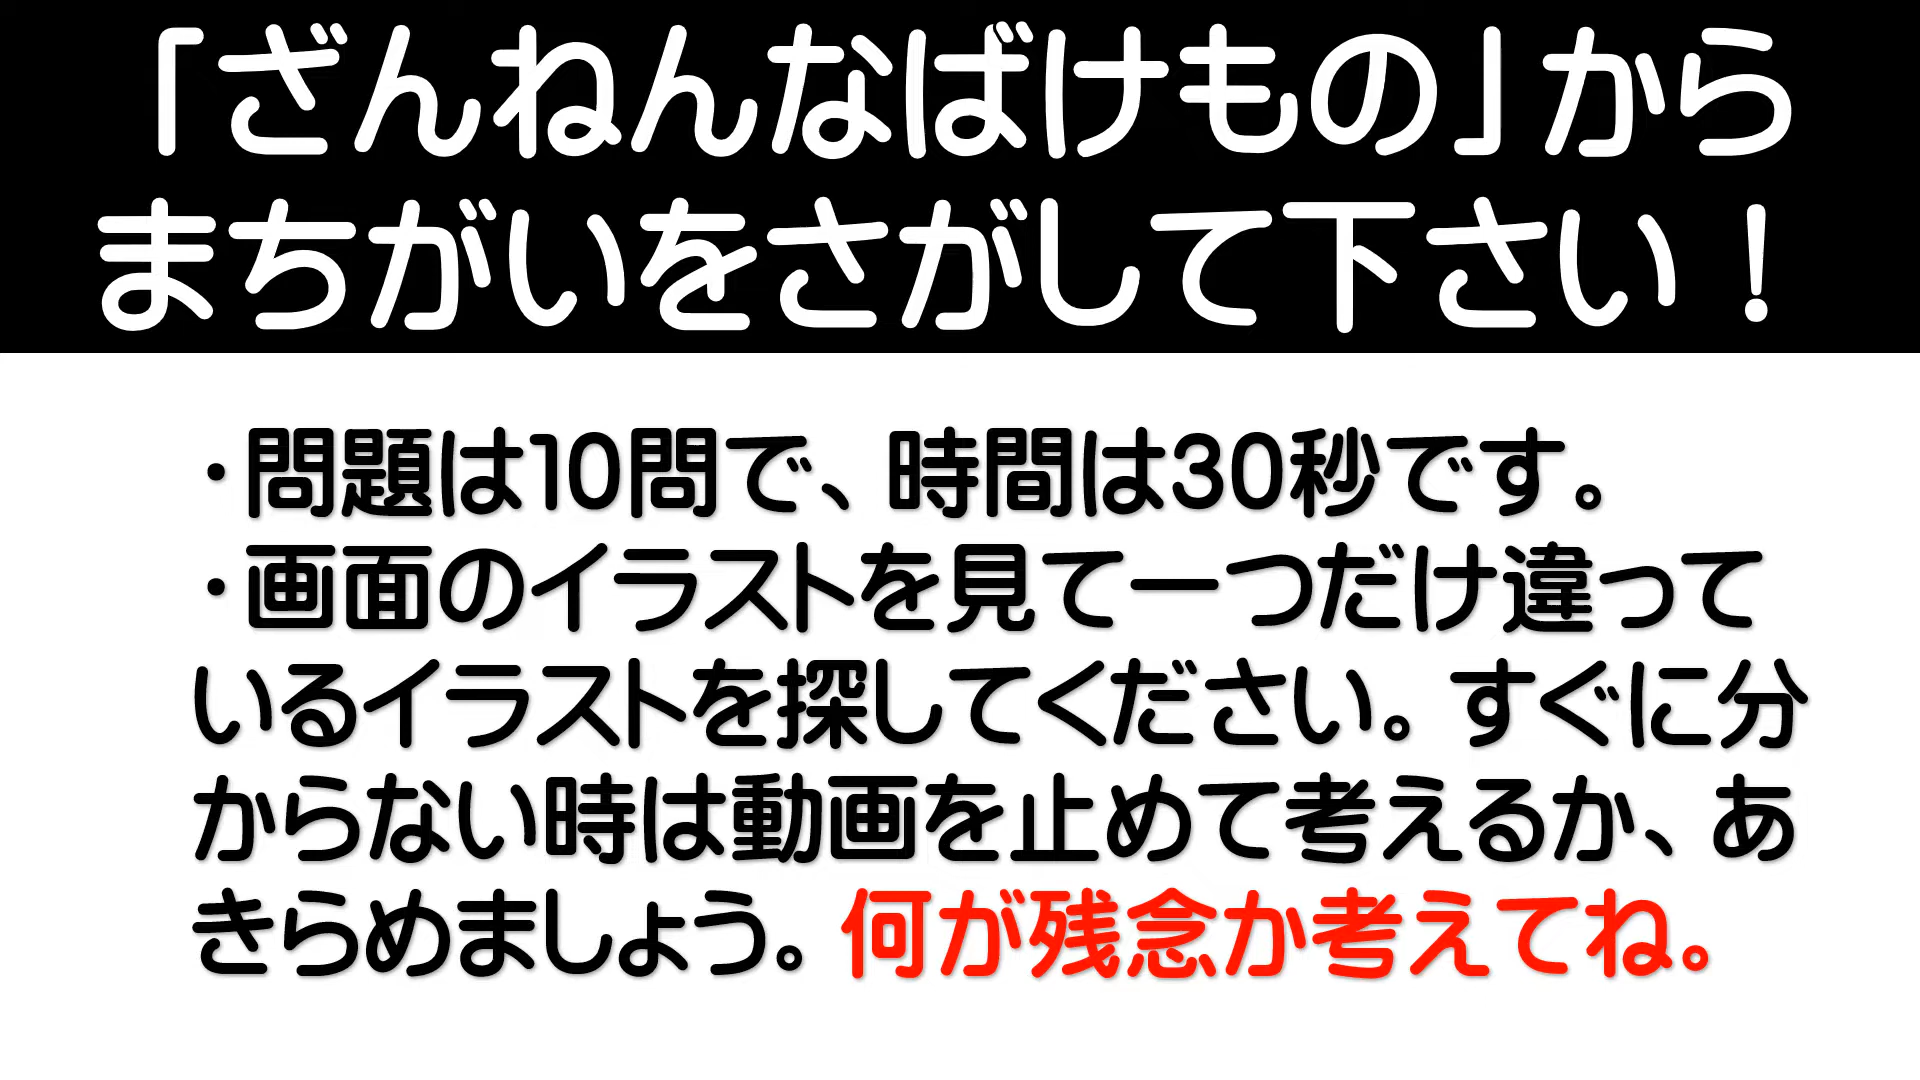 「ざんねんなばけもの」から
まちがいをさがして下さい！
・問題は10問で、時間は30秒です。
・画面のイラストを見て一つだけ違って
いるイラストを探してください。すぐに分
からない時は動画を止めて考えるか、あ
きらめましょう。何が残念か考えてね。